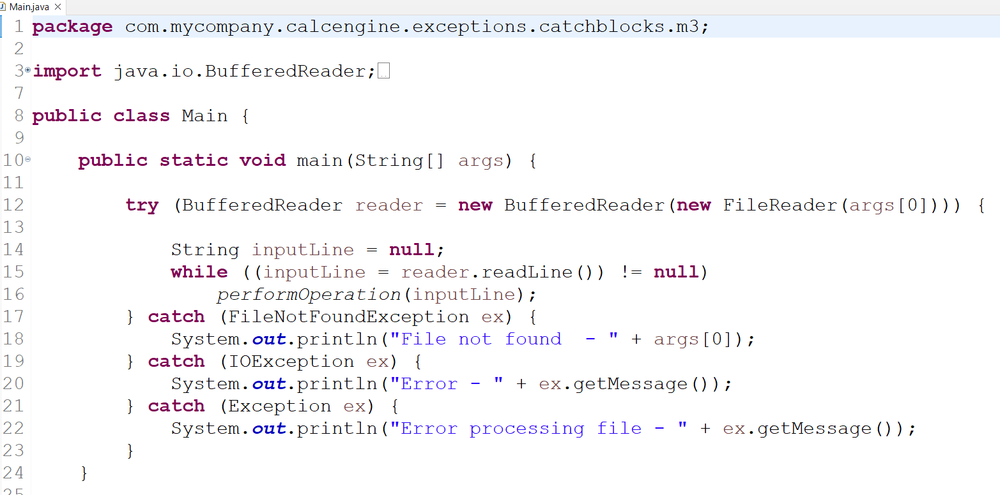 Main.java ×
1 package com.mycompany.calcengine.exceptions.catchblocks.m3;
2
3 import java.io.BufferedReader;
7
8 public class Main {
9
10     public static void main(String[] args) {
11
12         try (BufferedReader reader = new BufferedReader(new FileReader(args[0]))) {
13
14             String inputLine = null;
15             while ((inputLine = reader.readLine()) != null)
16                 performOperation(inputLine);
17         } catch (FileNotFoundException ex) {
18             System.out.println("File not found  - " + args[0]);
19         } catch (IOException ex) {
20             System.out.println("Error - " + ex.getMessage());
21         } catch (Exception ex) {
22             System.out.println("Error processing file - " + ex.getMessage());
23         }
24     }
25